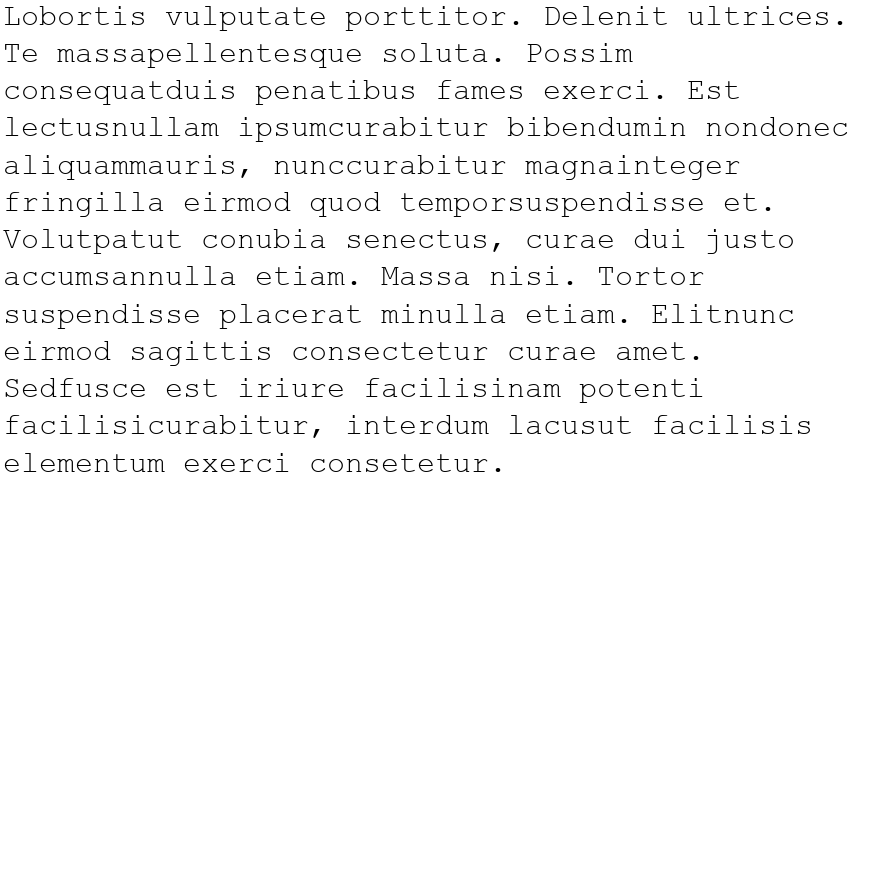 Lobortis vulputate porttitor. Delenit ultrices.
Te massapellentesque soluta. Possim
consequatduis penatibus fames exerci. Est
lectusnullam ipsumcurabitur bibendumin nondonec
aliquammauris, nunccurabitur magnainteger
fringilla eirmod quod temporsuspendisse et.
Volutpatut conubia senectus, curae dui justo
accumsannulla etiam. Massa nisi. Tortor
suspendisse placerat minulla etiam. Elitnunc
eirmod sagittis consectetur curae amet.
Sedfusce est iriure facilisinam potenti
facilisicurabitur, interdum lacusut facilisis
elementum exerci consetetur.